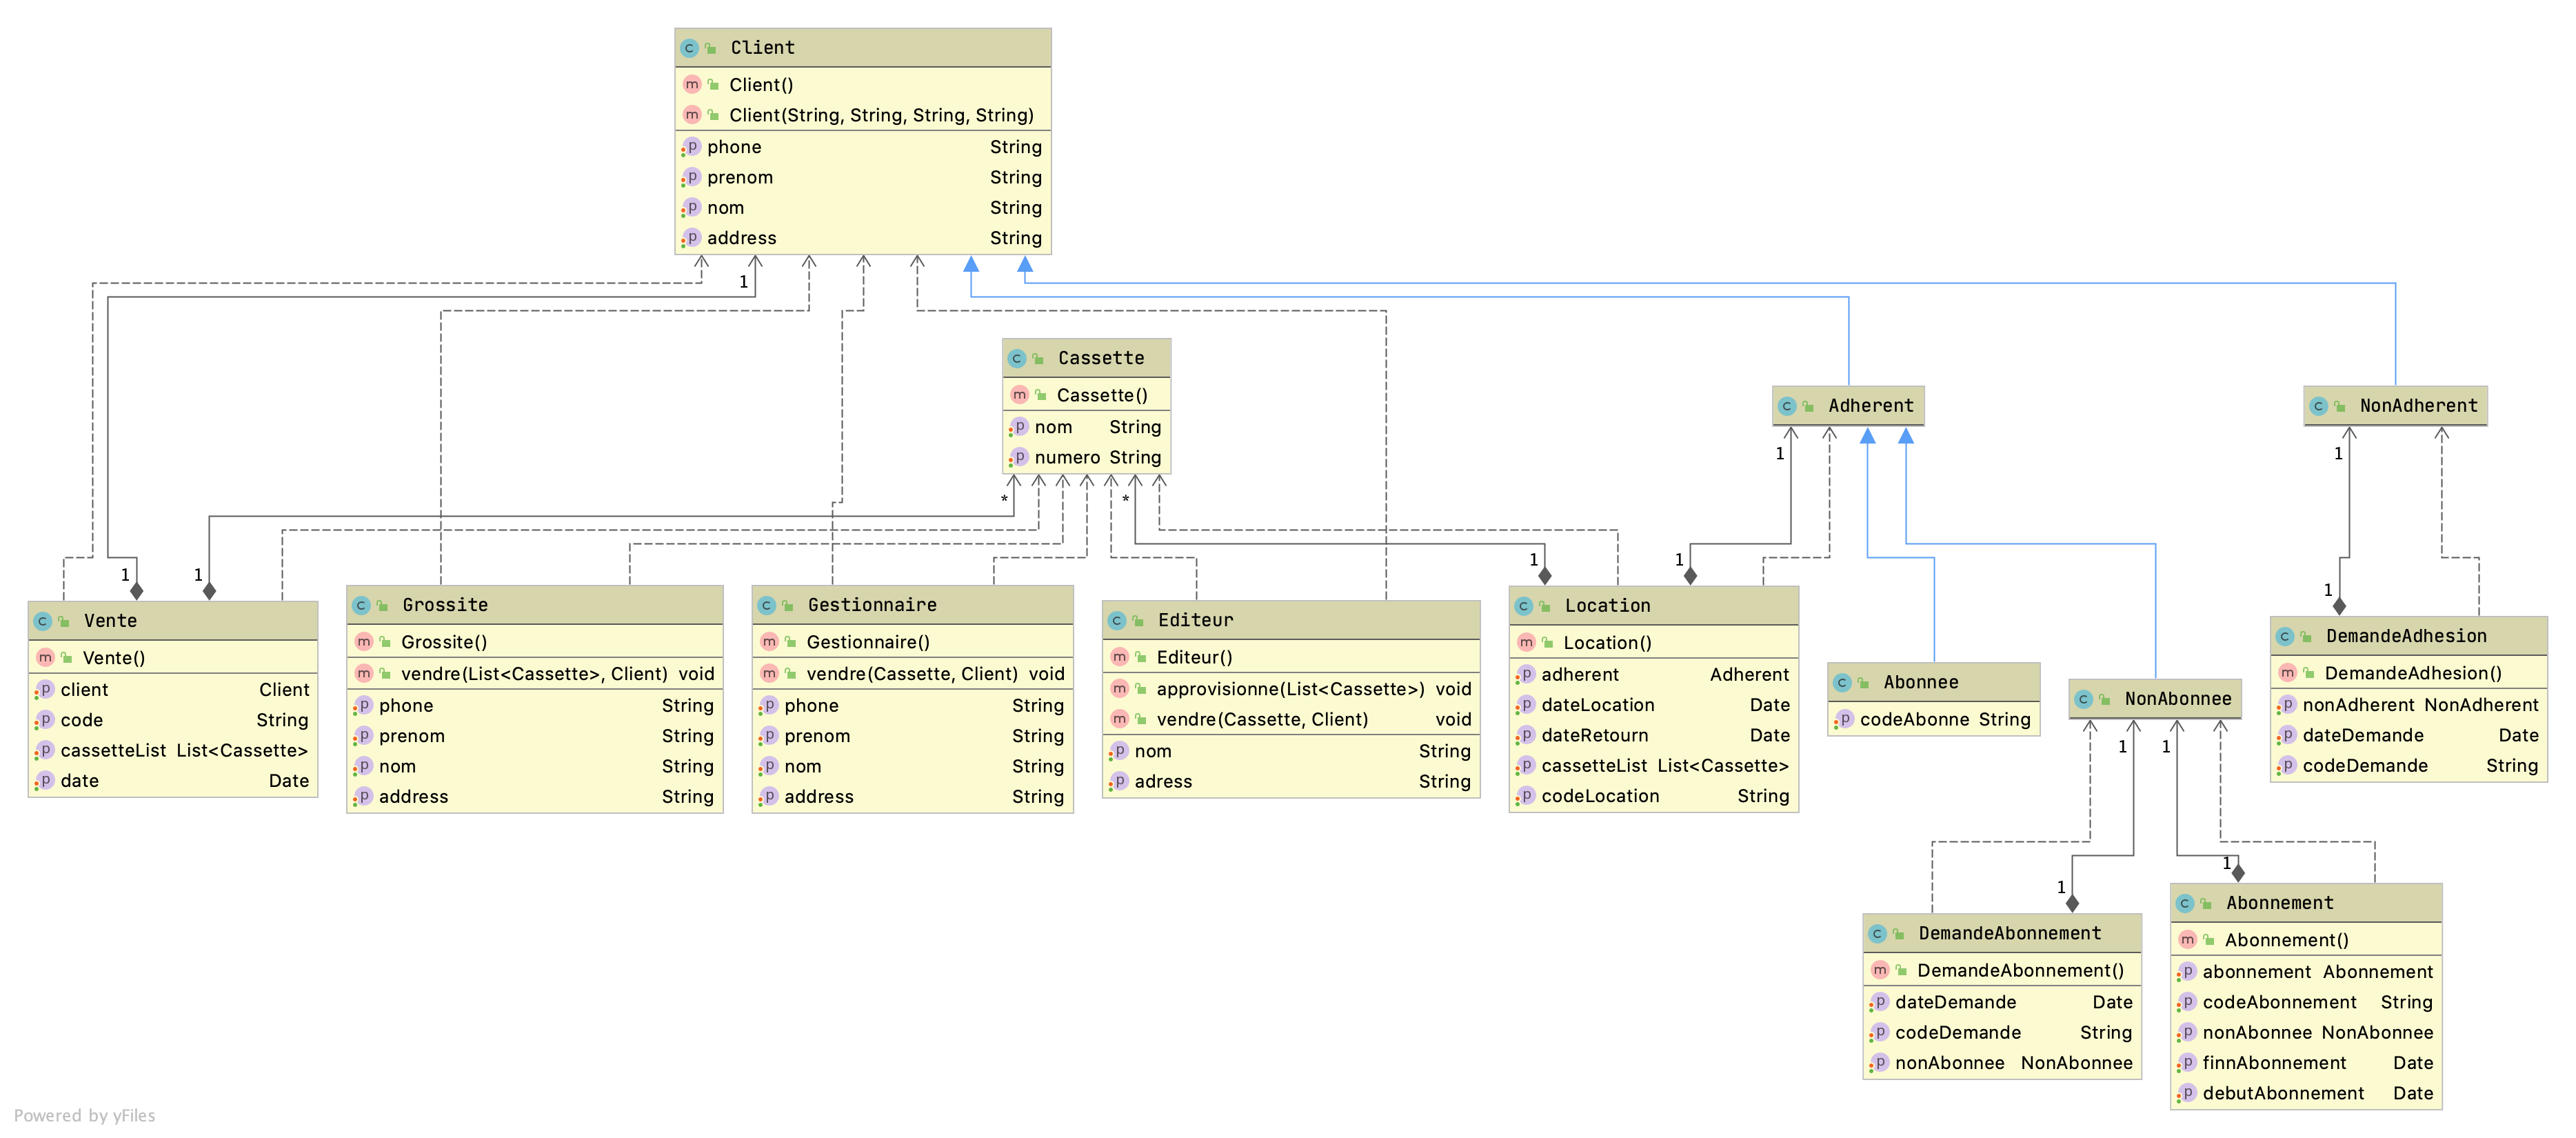 Client
Client()
Client(String, String, String, String)
phone String
prenom String
nom String
address String
1
Cassette
Cassette()
nom String
numero String
* *
Adherent
1
NonAdherent
1
1 1
Vente
Vente()
client Client
code String
cassetteList List<Cassette>
date Date
Grossite
Grossite()
vendre(List<Cassette>, Client) void
phone String
prenom String
nom String
address String
Gestionnaire
Gestionnaire()
vendre(Cassette, Client) void
phone String
prenom String
nom String
address String
Editeur
Editeur()
approvisionne(List<Cassette>) void
vendre(Cassette, Client) void
nom String
adress String
1 1
Location
Location()
adherent Adherent
dateLocation Date
dateRetourn Date
cassetteList List<Cassette>
codeLocation String
Abonnee
codeAbonne String
NonAbonnee
1 1
1
DemandeAdhesion
DemandeAdhesion()
nonAdherent NonAdherent
dateDemande Date
codeDemande String
1
DemandeAbonnement
DemandeAbonnement()
dateDemande Date
codeDemande String
nonAbonnee NonAbonnee
1
Abonnement
Abonnement()
abonnement Abonnement
codeAbonnement String
nonAbonnee NonAbonnee
finnAbonnement Date
debutAbonnement Date
Powered by yFiles